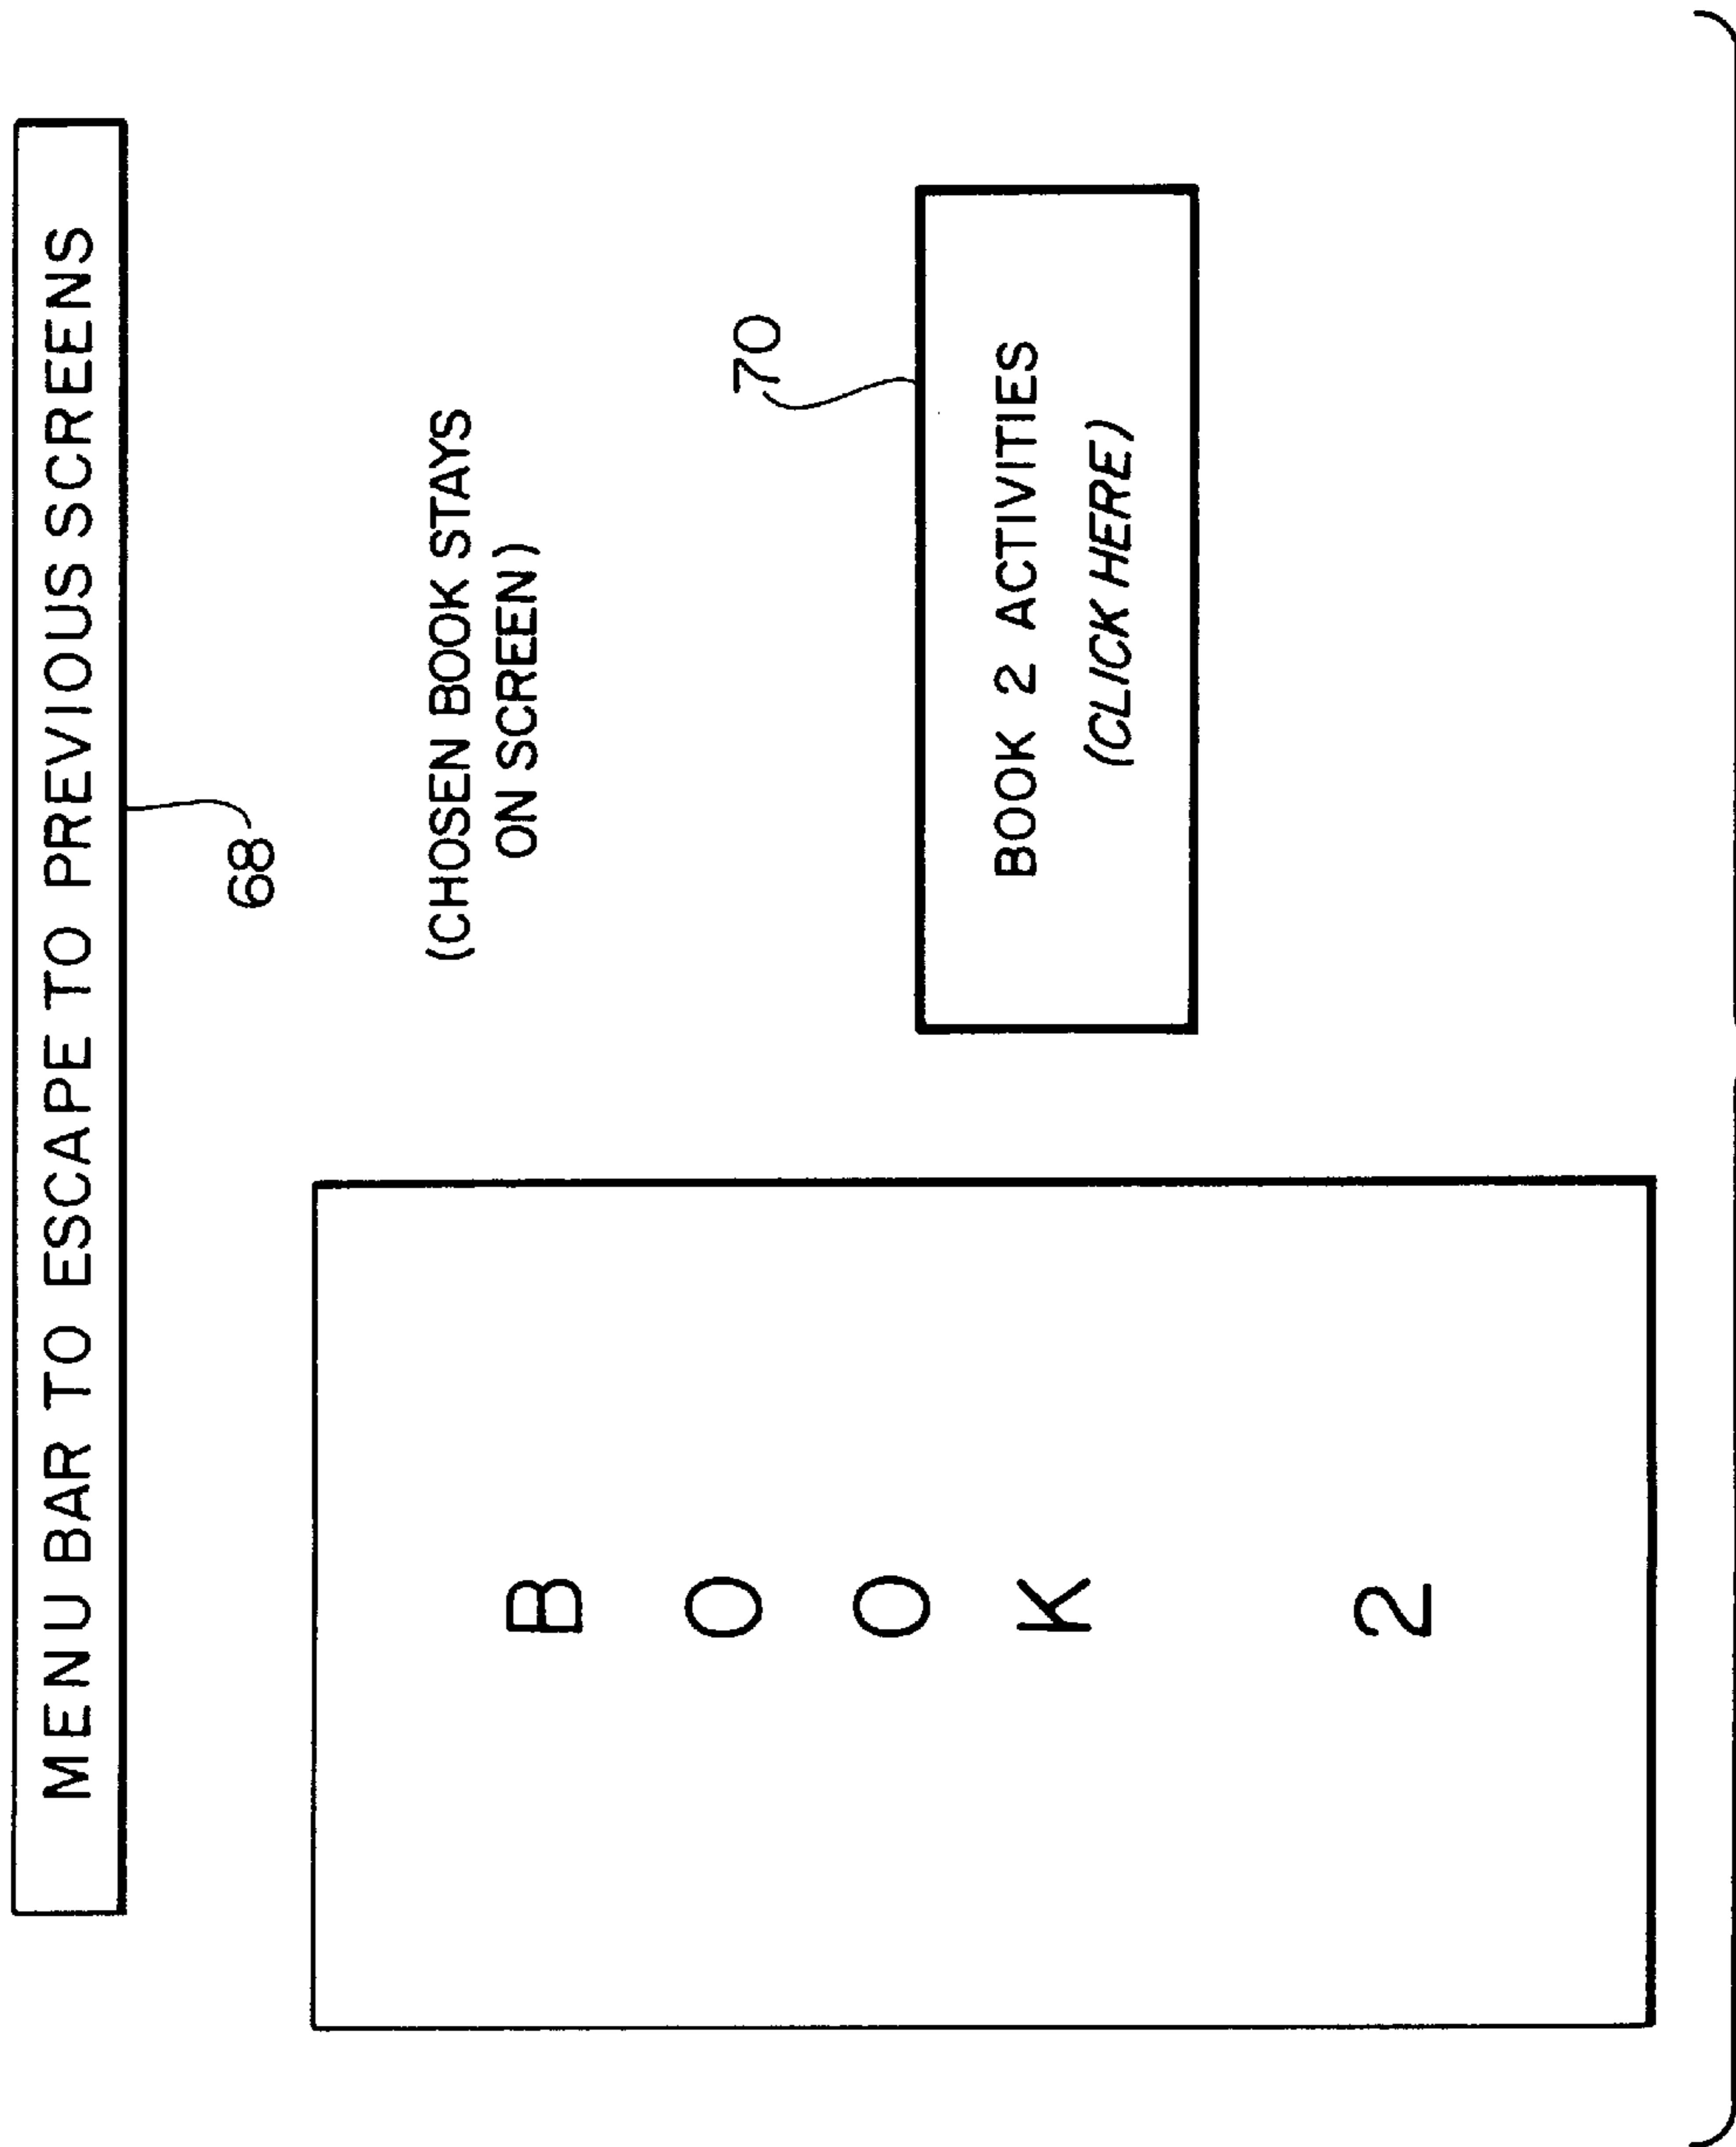 MENU BAR TO ESCAPE TO PREVIOUS SCREENS
68
(CHOSEN BOOK STAYS
ON SCREEN)
70
BOOK 2 ACTIVITIES
(CLICK HERE)
B
O
O
K
2